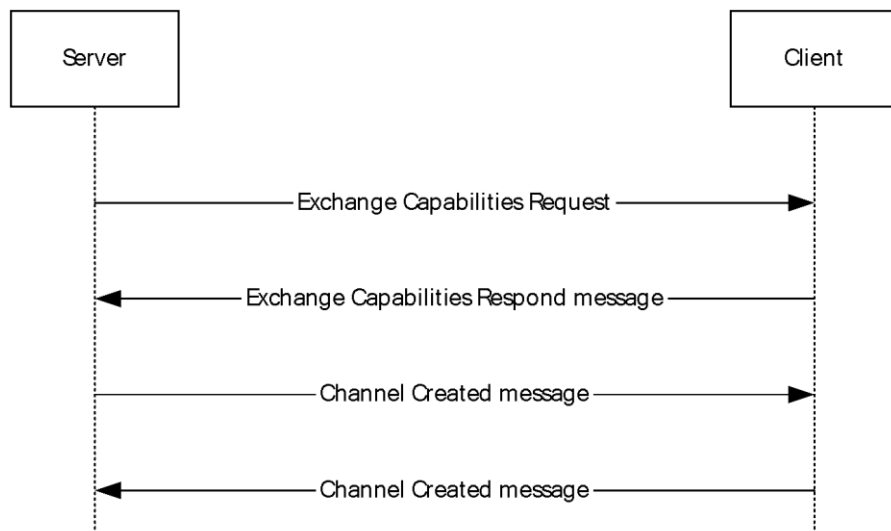 Server
Client
Exchange Capabilities Request
Exchange Capabilities Respond message
Channel Created message
Channel Created message